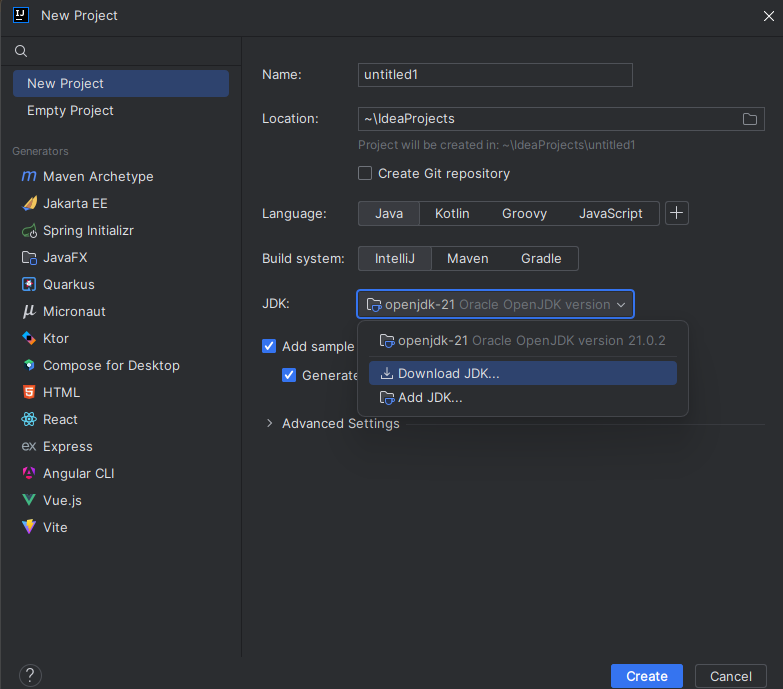 New Project
New Project
Empty Project
Generators
Maven Archetype
Jakarta EE
Spring Initializr
JavaFX
Quarkus
Micronaut
Ktor
Compose for Desktop
HTML
React
Express
Angular CLI
Vue.js
Vite
Name: untitled1
Location: ~\IdeaProjects
Project will be created in: ~\IdeaProjects\untitled1
Create Git repository
Language: Java Kotlin Groovy JavaScript +
Build system: IntelliJ Maven Gradle
JDK: openjdk-21 Oracle OpenJDK version
openjdk-21 Oracle OpenJDK version 21.0.2
Add sample
Download JDK...
Generate
Add JDK...
Advanced Settings
? Create Cancel